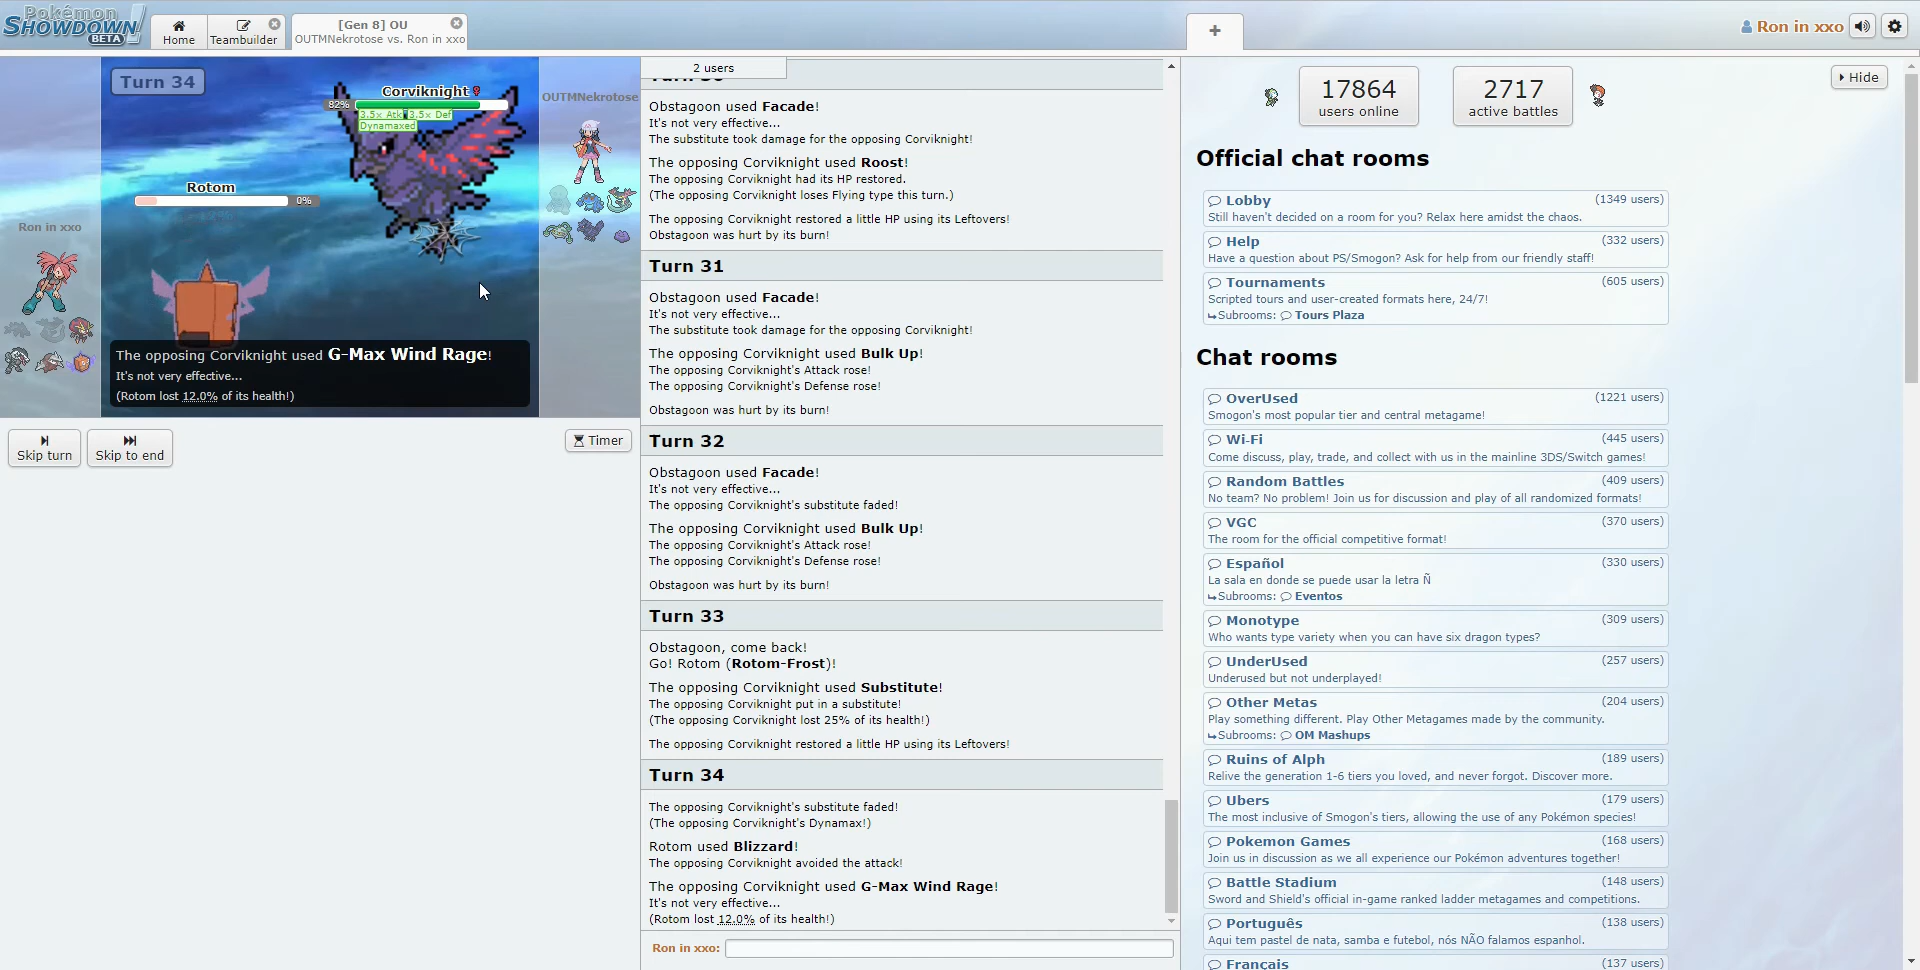 Pokémon
SHOWDOWN!
BETA
Home
Teambuilder
[Gen 8] OU
OUTMNekrotose vs. Ron in xxo
+
Ron in xxo
Turn 34
Corviknight
82%
3.5× Atk 3.5× Def
Dynamaxed
Rotom
0%
OUTMNekrotose
Ron in xxo
The opposing Corviknight used G-Max Wind Rage!
It's not very effective...
(Rotom lost 12.0% of its health!)
Skip turn
Skip to end
Timer
2 users
Obstagoon used Facade!
It's not very effective...
The substitute took damage for the opposing Corviknight!
The opposing Corviknight used Roost!
The opposing Corviknight had its HP restored.
(The opposing Corviknight loses Flying type this turn.)
The opposing Corviknight restored a little HP using its Leftovers!
Obstagoon was hurt by its burn!
Turn 31
Obstagoon used Facade!
It's not very effective...
The substitute took damage for the opposing Corviknight!
The opposing Corviknight used Bulk Up!
The opposing Corviknight's Attack rose!
The opposing Corviknight's Defense rose!
Obstagoon was hurt by its burn!
Turn 32
Obstagoon used Facade!
It's not very effective...
The opposing Corviknight's substitute faded!
The opposing Corviknight used Bulk Up!
The opposing Corviknight's Attack rose!
The opposing Corviknight's Defense rose!
Obstagoon was hurt by its burn!
Turn 33
Obstagoon, come back!
Go! Rotom (Rotom-Frost)!
The opposing Corviknight used Substitute!
The opposing Corviknight put in a substitute!
(The opposing Corviknight lost 25% of its health!)
The opposing Corviknight restored a little HP using its Leftovers!
Turn 34
The opposing Corviknight's substitute faded!
(The opposing Corviknight's Dynamax!)
Rotom used Blizzard!
The opposing Corviknight avoided the attack!
The opposing Corviknight used G-Max Wind Rage!
It's not very effective...
(Rotom lost 12.0% of its health!)
Ron in xxo:
Hide
17864
users online
2717
active battles
Official chat rooms
Lobby (1349 users)
Still haven't decided on a room for you? Relax here amidst the chaos.
Help (332 users)
Have a question about PS/Smogon? Ask for help from our friendly staff!
Tournaments (605 users)
Scripted tours and user-created formats here, 24/7!
↳Subrooms: Tours Plaza
Chat rooms
OverUsed (1221 users)
Smogon's most popular tier and central metagame!
Wi-Fi (445 users)
Come discuss, play, trade, and collect with us in the mainline 3DS/Switch games!
Random Battles (409 users)
No team? No problem! Join us for discussion and play of all randomized formats!
VGC (370 users)
The room for the official competitive format!
Español (330 users)
La sala en donde se puede usar la letra Ñ
↳Subrooms: Eventos
Monotype (309 users)
Who wants type variety when you can have six dragon types?
UnderUsed (257 users)
Underused but not underplayed!
Other Metas (204 users)
Play something different. Play Other Metagames made by the community.
↳Subrooms: OM Mashups
Ruins of Alph (189 users)
Relive the generation 1-6 tiers you loved, and never forgot. Discover more.
Ubers (179 users)
The most inclusive of Smogon's tiers, allowing the use of any Pokémon species!
Pokemon Games (168 users)
Join us in discussion as we all experience our Pokémon adventures together!
Battle Stadium (148 users)
Sword and Shield's official in-game ranked ladder metagames and competitions.
Português (138 users)
Aqui tem pastel de nata, samba e futebol, nós NÃO falamos espanhol.
Français (137 users)